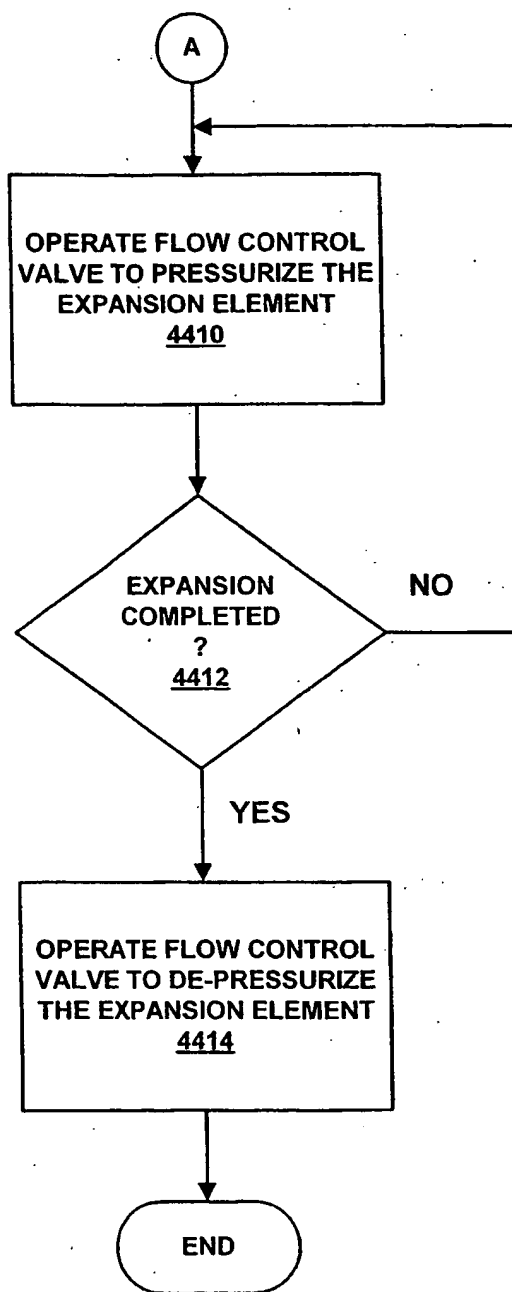 A
OPERATE FLOW CONTROL
VALVE TO PRESSURIZE THE
EXPANSION ELEMENT
4410
EXPANSION
COMPLETED
?
4412
NO
YES
OPERATE FLOW CONTROL
VALVE TO DE-PRESSURIZE
THE EXPANSION ELEMENT
4414
END